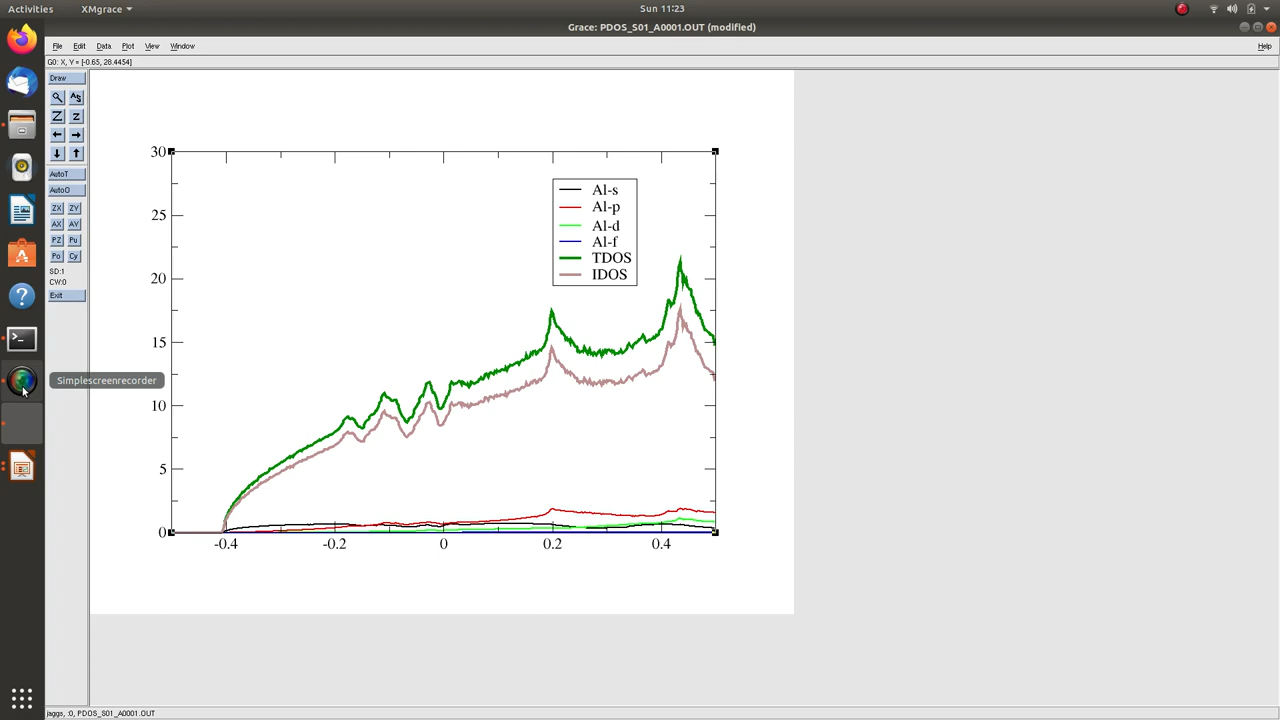 Activities
XMgrace
Sun 11:23
Grace: PDOS_S01_A0001.OUT (modified)
File Edit Data Plot View Window Help
G0: X, Y = [-0.65, 28.4454]
Draw
A S
Z z
AutoT
AutoO
ZX ZY
AX AY
PZ Pu
Po Cy
SD:1
CW:0
Exit
Simplescreenrecorder
30
25
20
15
10
5
0
-0.4 -0.2 0 0.2 0.4
Al-s
Al-p
Al-d
Al-f
TDOS
IDOS
jaggs, :0, PDOS_S01_A0001.OUT